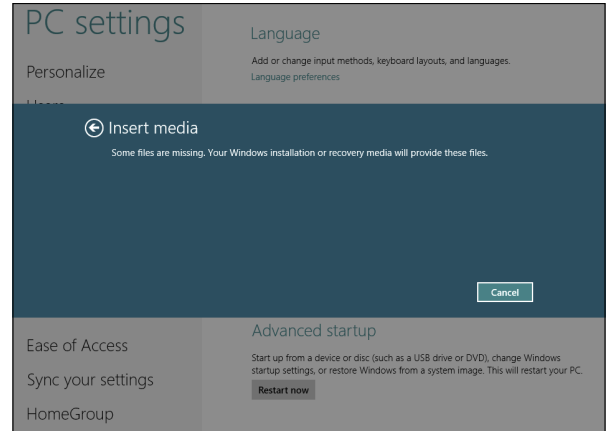 PC settings
Personalize
Language
Add or change input methods, keyboard layouts, and languages.
Language preferences
Insert media
Some files are missing. Your Windows installation or recovery media will provide these files.
Cancel
Ease of Access
Sync your settings
HomeGroup
Advanced startup
Start up from a device or disc (such as a USB drive or DVD), change Windows
startup settings, or restore Windows from a system image. This will restart your PC.
Restart now